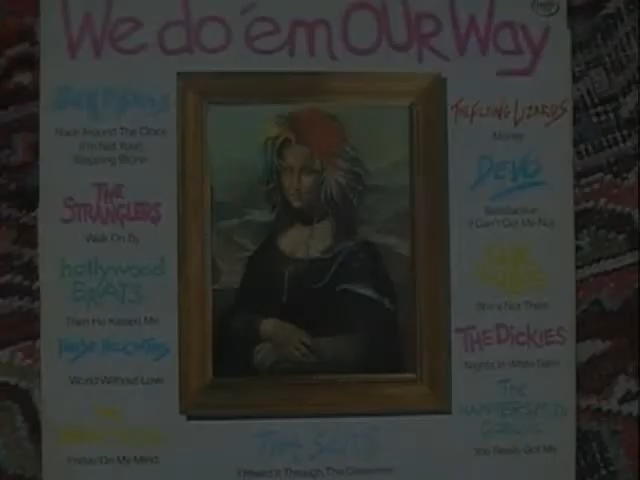 We do 'em OUR Way
SEX PISTOLS
Rock Around The Clock
(I'm Not Your)
Stepping Stone
THE
STRANGLERS
Walk On By
hollywood
BRATS
Then He Kissed Me
World Without Love
Friday On My Mind
THE FLYING LIZARDS
Money
DEVO
Satisfaction
(I Can't Get Me No)
She's Not There
THE DICKIES
Nights In White Satin
The
HAMMERSMITH
GORILLAS
You Really Got Me
The SLITS
I Heard It Through The Grapevine